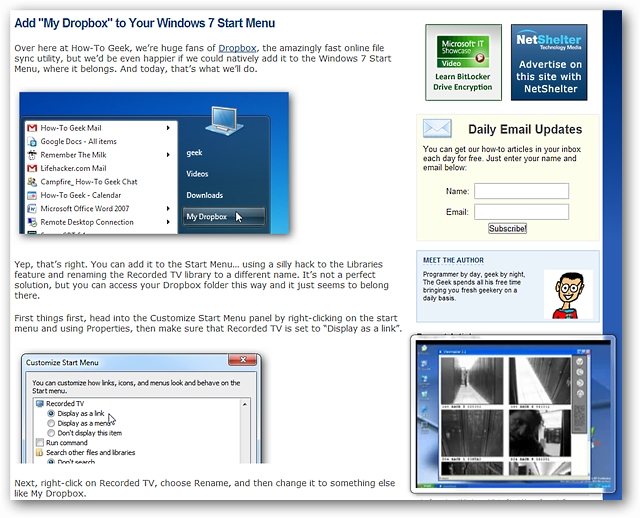 Add "My Dropbox" to Your Windows 7 Start Menu
Over here at How-To Geek, we're huge fans of Dropbox, the amazingly fast online file
sync utility, but we'd be even happier if we could natively add it to the Windows 7 Start
Menu, where it belongs. And today, that's what we'll do.
How-To Geek Mail
Google Docs - All items
Remember The Milk
Lifehacker.com Mail
Campfire_ How-To Geek Chat
How-To Geek - Calendar
Microsoft Office Word 2007
Remote Desktop Connection
geek
Videos
Downloads
My Dropbox
Yep, that's right. You can add it to the Start Menu… using a silly hack to the Libraries
feature and renaming the Recorded TV library to a different name. It's not a perfect
solution, but you can access your Dropbox folder this way and it just seems to belong
there.
First things first, head into the Customize Start Menu panel by right-clicking on the start
menu and using Properties, then make sure that Recorded TV is set to "Display as a link".
Customize Start Menu
You can customize how links, icons, and menus look and behave on the
Start menu.
Recorded TV
Display as a link
Display as a menu
Don't display this item
Run command
Search other files and libraries
Don't search
Next, right-click on Recorded TV, choose Rename, and then change it to something else
like My Dropbox.
Microsoft IT
Showcase
Video
Learn BitLocker
Drive Encryption
NetShelter
Technology Media
Advertise on
this site with
NetShelter
Daily Email Updates
You can get our how-to articles in your inbox
each day for free. Just enter your name and
email below:
Name:
Email:
Subscribe!
MEET THE AUTHOR
Programmer by day, geek by night,
The Geek spends all his free time
bringing you fresh geekery on a
daily basis.